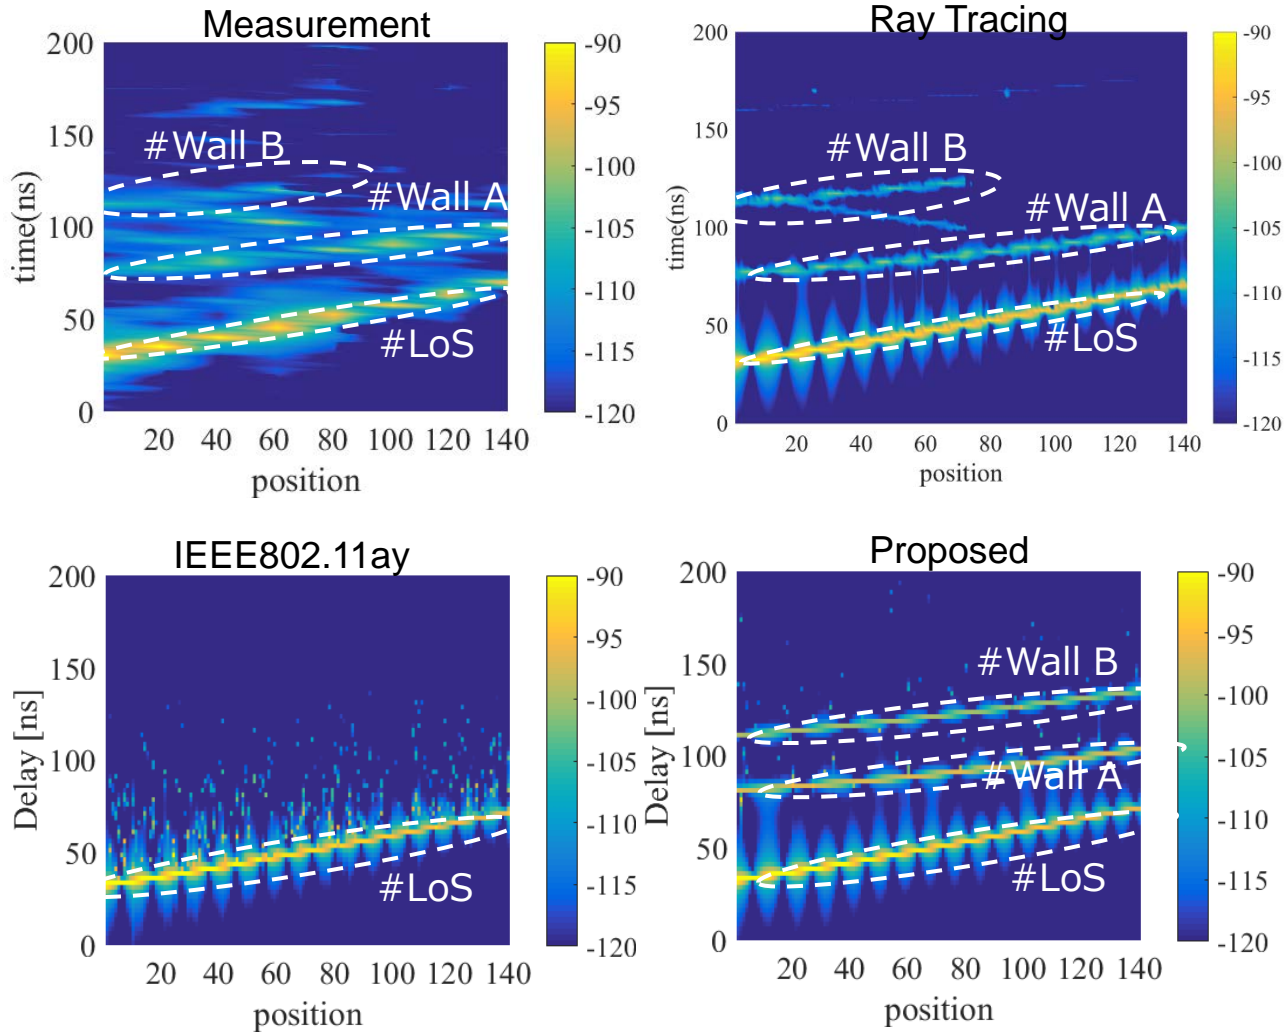 Measurement
200
150
100
50
0
time(ns)
20 40 60 80 100 120 140
position
#Wall B
#Wall A
#LoS
-90
-95
-100
-105
-110
-115
-120
Ray Tracing
200
150
100
50
0
time(ns)
20 40 60 80 100 120 140
position
#Wall B
#Wall A
#LoS
-90
-95
-100
-105
-110
-115
-120
IEEE802.11ay
200
150
100
50
0
Delay [ns]
20 40 60 80 100 120 140
position
#LoS
-90
-95
-100
-105
-110
-115
-120
Proposed
200
150
100
50
0
Delay [ns]
20 40 60 80 100 120 140
position
#Wall B
#Wall A
#LoS
-90
-95
-100
-105
-110
-115
-120